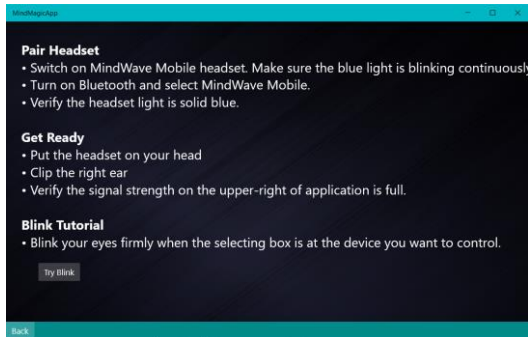 MindMagicApp
Pair Headset
• Switch on MindWave Mobile headset. Make sure the blue light is blinking continuously
• Turn on Bluetooth and select MindWave Mobile.
• Verify the headset light is solid blue.
Get Ready
• Put the headset on your head
• Clip the right ear
• Verify the signal strength on the upper-right of application is full.
Blink Tutorial
• Blink your eyes firmly when the selecting box is at the device you want to control.
Try Blink
Back